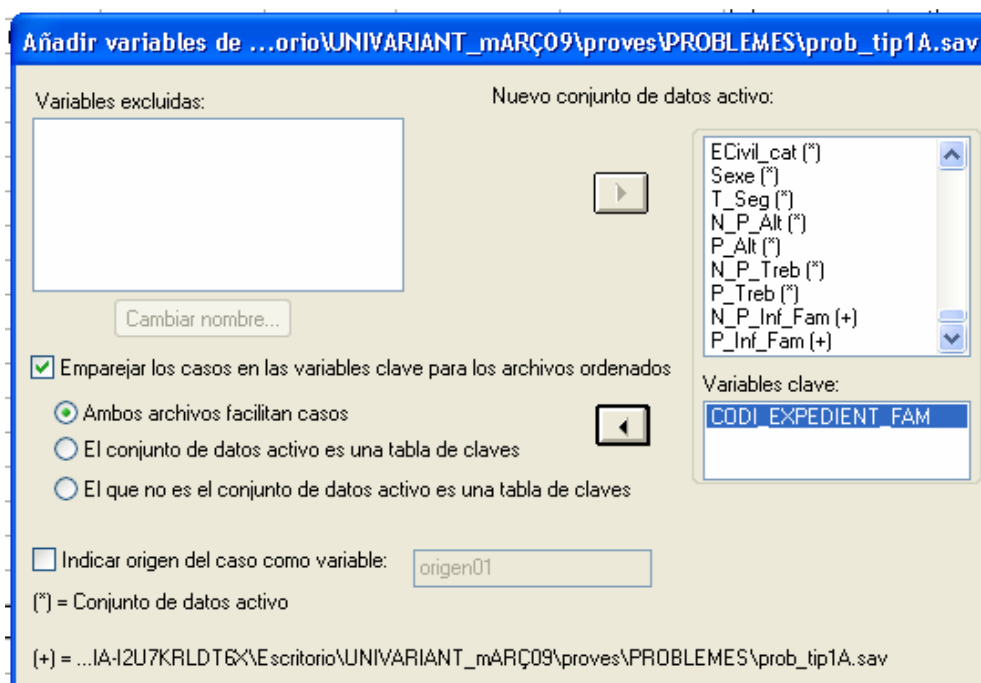 Añadir variables de ...orio\UNIVARIANT_mARÇ09\proves\PROBLEMES\prob_tip1A.sav
Variables excluidas:
Cambiar nombre...
Nuevo conjunto de datos activo:
ECivil_cat (*)
Sexe (*)
T_Seg (*)
N_P_Alt (*)
P_Alt (*)
N_P_Treb (*)
P_Treb (*)
N_P_Inf_Fam (+)
P_Inf_Fam (+)
Emparejar los casos en las variables clave para los archivos ordenados
Ambos archivos facilitan casos
El conjunto de datos activo es una tabla de claves
El que no es el conjunto de datos activo es una tabla de claves
Variables clave:
CODI_EXPEDIENT_FAM
Indicar origen del caso como variable:
origen01
(*) = Conjunto de datos activo
(+) = ...IA-I2U7KRLDT6X\Escritorio\UNIVARIANT_mARÇ09\proves\PROBLEMES\prob_tip1A.sav